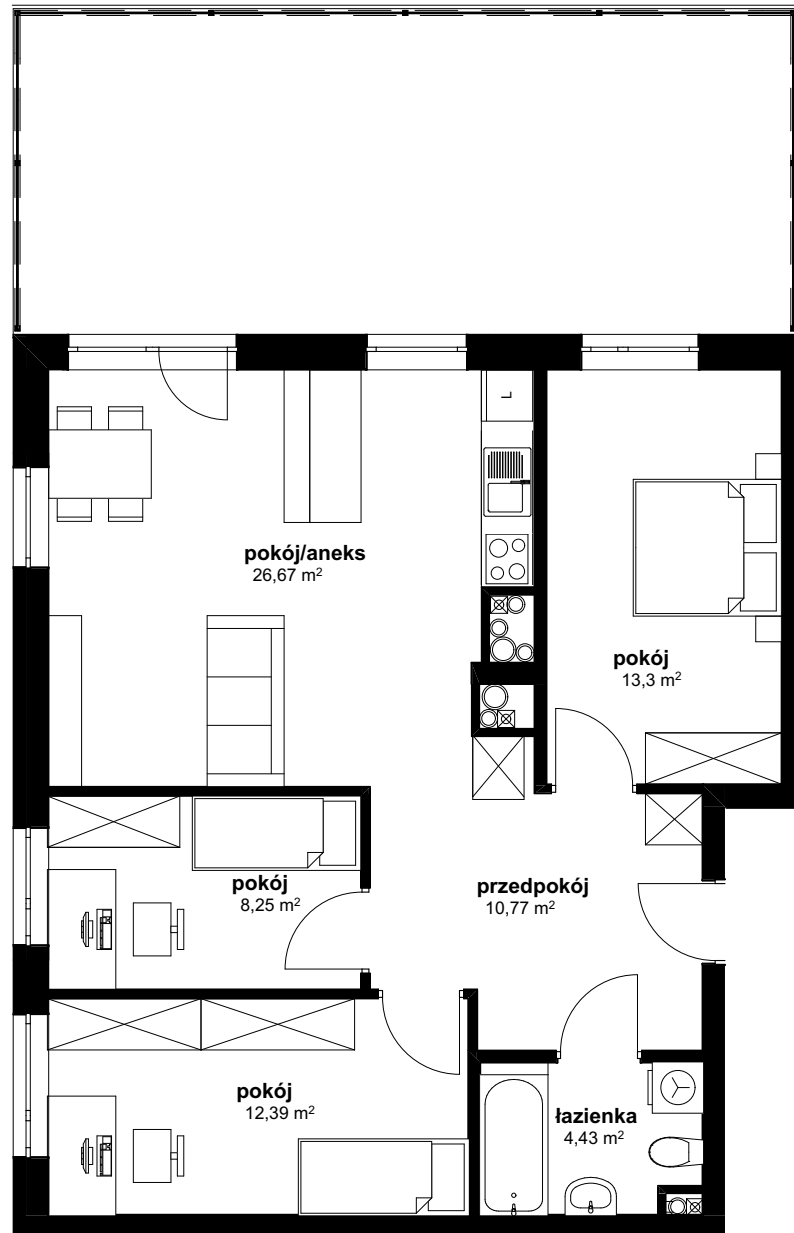 L
pokój/aneks
26,67 m²
pokój
13,3 m²
pokój
8,25 m²
przedpokój
10,77 m²
pokój
12,39 m²
łazienka
4,43 m²